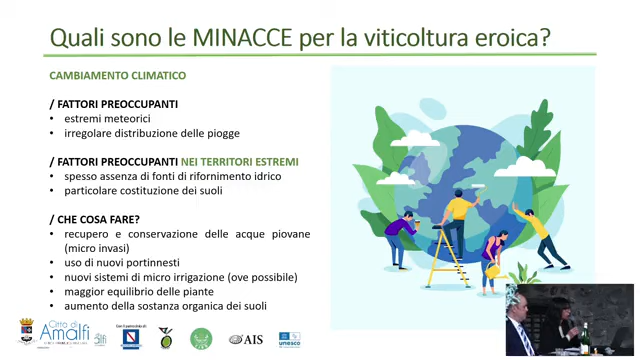 Quali sono le MINACCE per la viticoltura eroica?
CAMBIAMENTO CLIMATICO
/ FATTORI PREOCCUPANTI
• estremi meteorici
• irregolare distribuzione delle piogge
/ FATTORI PREOCCUPANTI NEI TERRITORI ESTREMI
• spesso assenza di fonti di rifornimento idrico
• particolare costituzione dei suoli
/ CHE COSA FARE?
• recupero e conservazione delle acque piovane
(micro invasi)
• uso di nuovi portinnesti
• nuovi sistemi di micro irrigazione (ove possibile)
• maggior equilibrio delle piante
• aumento della sostanza organica dei suoli
Città di
Amalfi
AIS
unesco